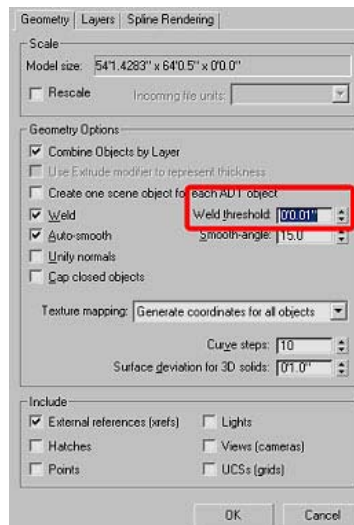 Geometry Layers Spline Rendering
Scale
Model size: 54'1.4283" x 64'0.5" x 0'0.0"
Rescale Incoming file units:
Geometry Options
Combine Objects by Layer
Use Extrude modifier to represent thickness
Create one scene object for each ADT object
Weld Weld threshold: 0'0.01"
Auto-smooth Smooth-angle: 15.0
Unify normals
Cap closed objects
Texture mapping: Generate coordinates for all objects
Curve steps: 10
Surface deviation for 3D solids: 0'1.0"
Include
External references (xrefs) Lights
Hatches Views (cameras)
Points UCSs (grids)
OK Cancel